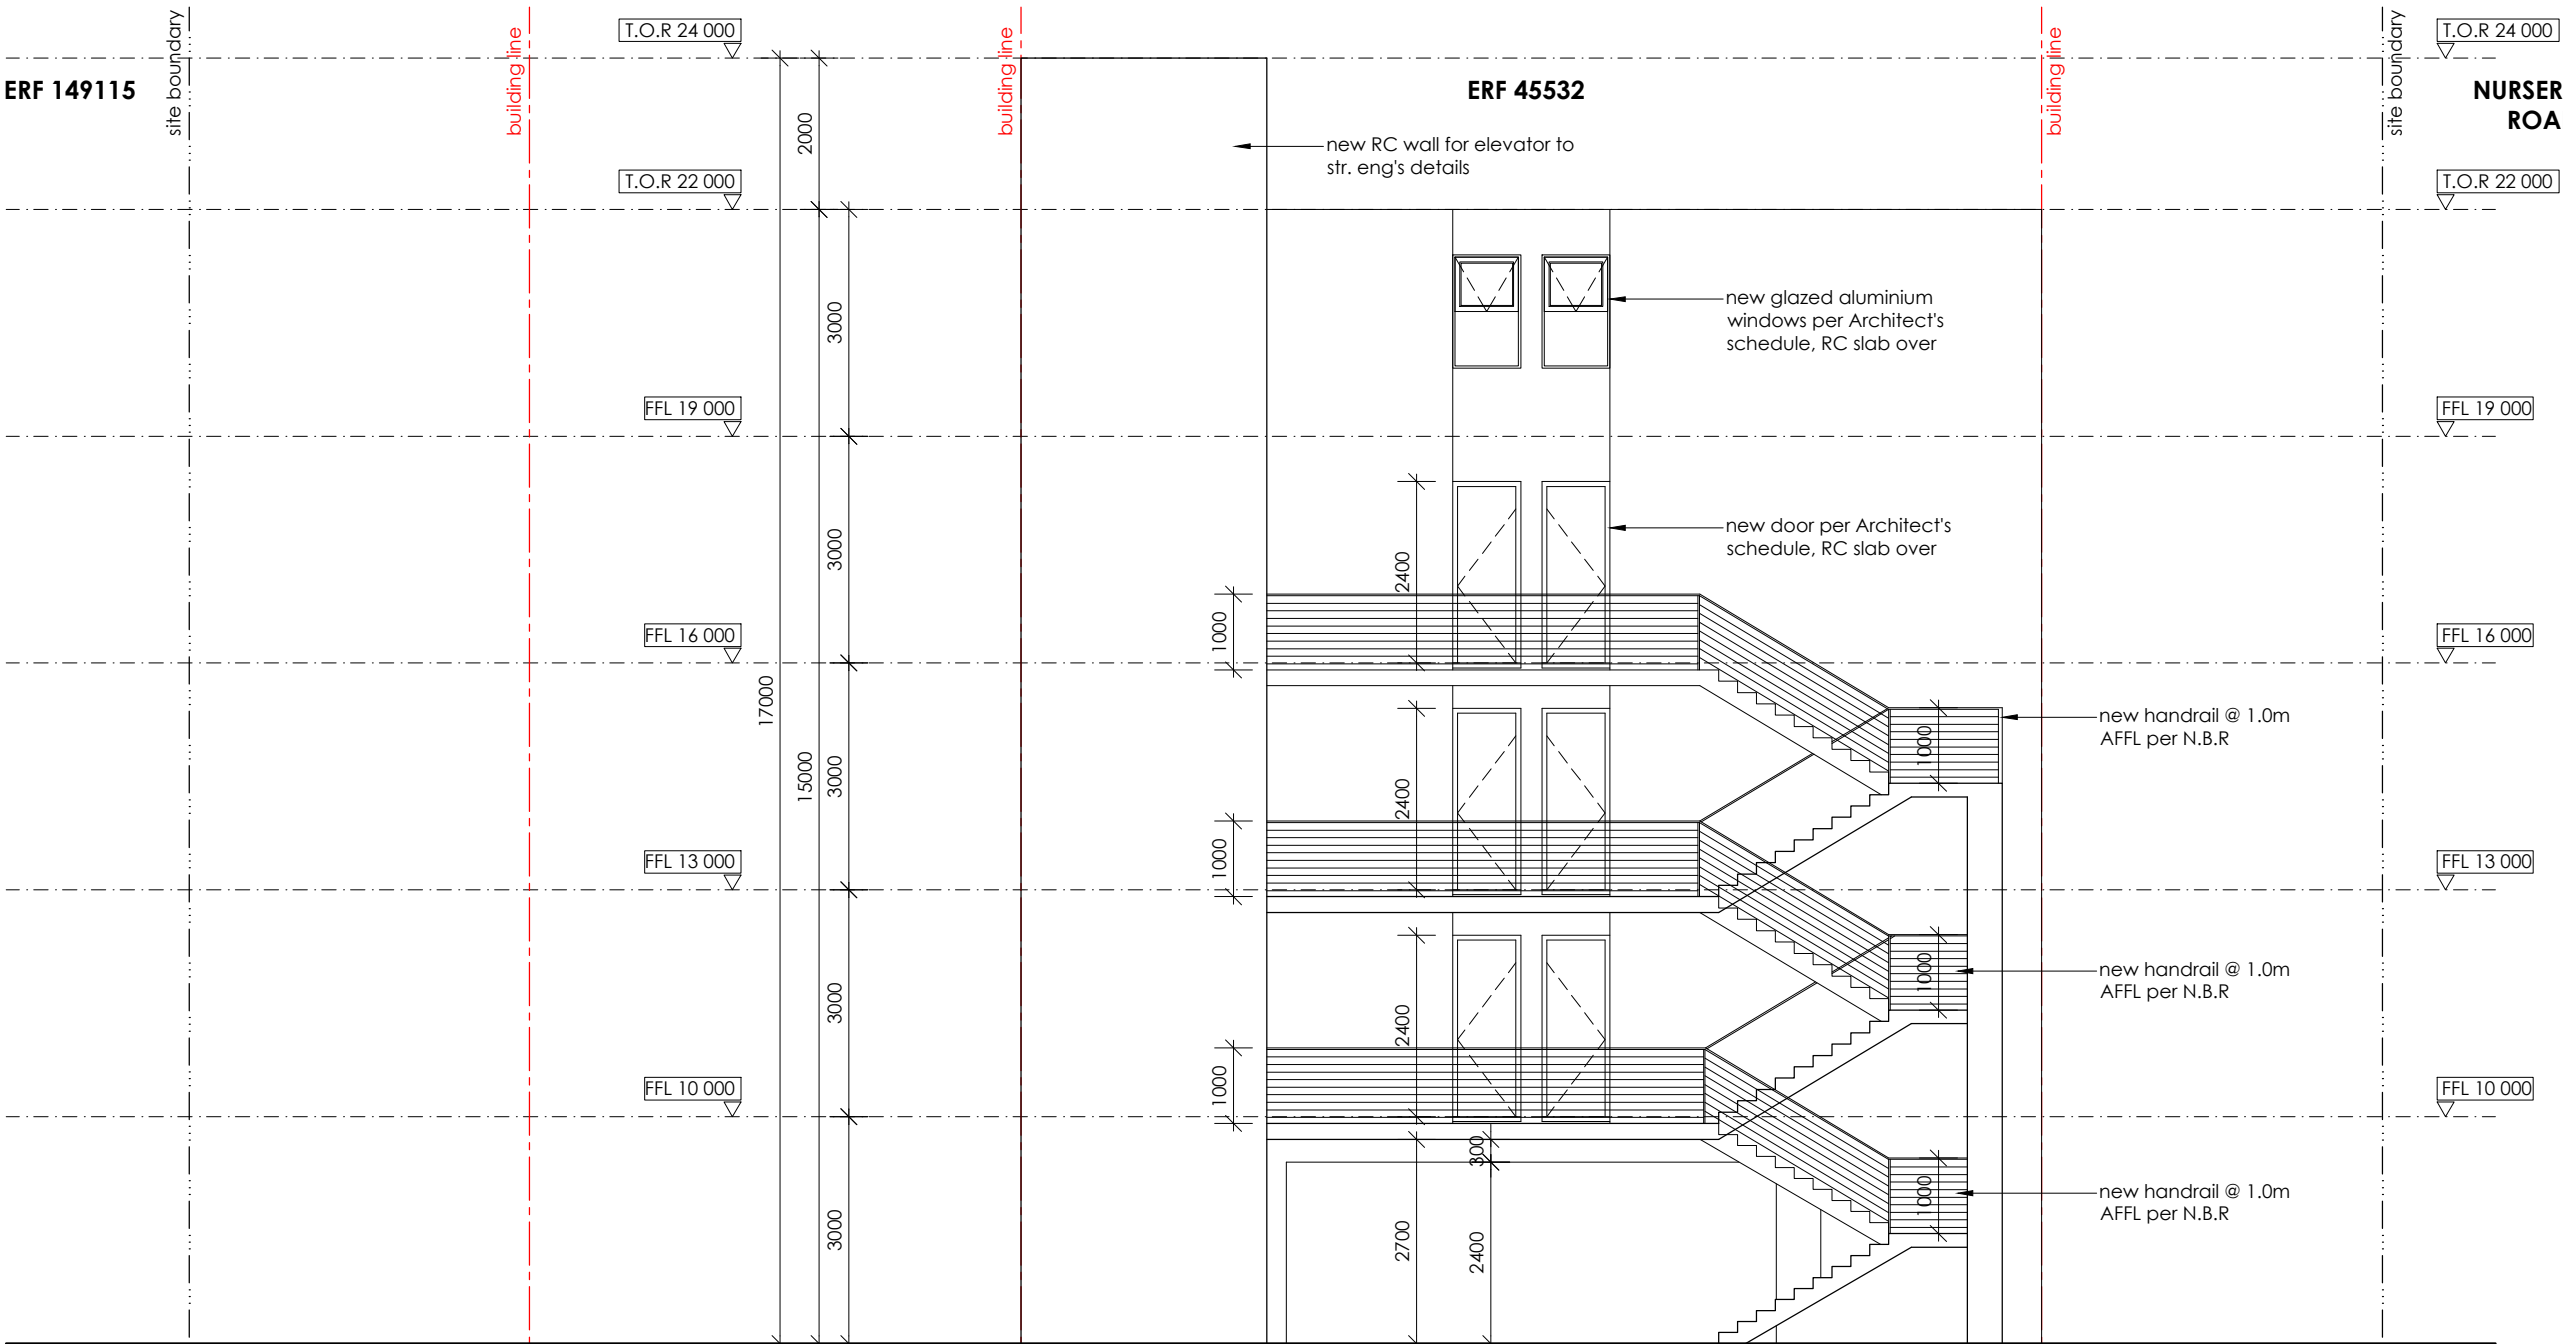 site boundary
building line
T.O.R 24 000
building line
building line
site boundary
T.O.R 24 000
ERF 149115
ERF 45532
NURSER
ROA
2000
new RC wall for elevator to
str. eng's details
T.O.R 22 000
T.O.R 22 000
3000
new glazed aluminium
windows per Architect's
schedule, RC slab over
FFL 19 000
FFL 19 000
3000
2400
new door per Architect's
schedule, RC slab over
1000
FFL 16 000
FFL 16 000
17000
15000
3000
2400
1000
new handrail @ 1.0m
AFFL per N.B.R
1000
FFL 13 000
FFL 13 000
3000
2400
1000
new handrail @ 1.0m
AFFL per N.B.R
1000
FFL 10 000
FFL 10 000
300
3000
2700
2400
1000
new handrail @ 1.0m
AFFL per N.B.R